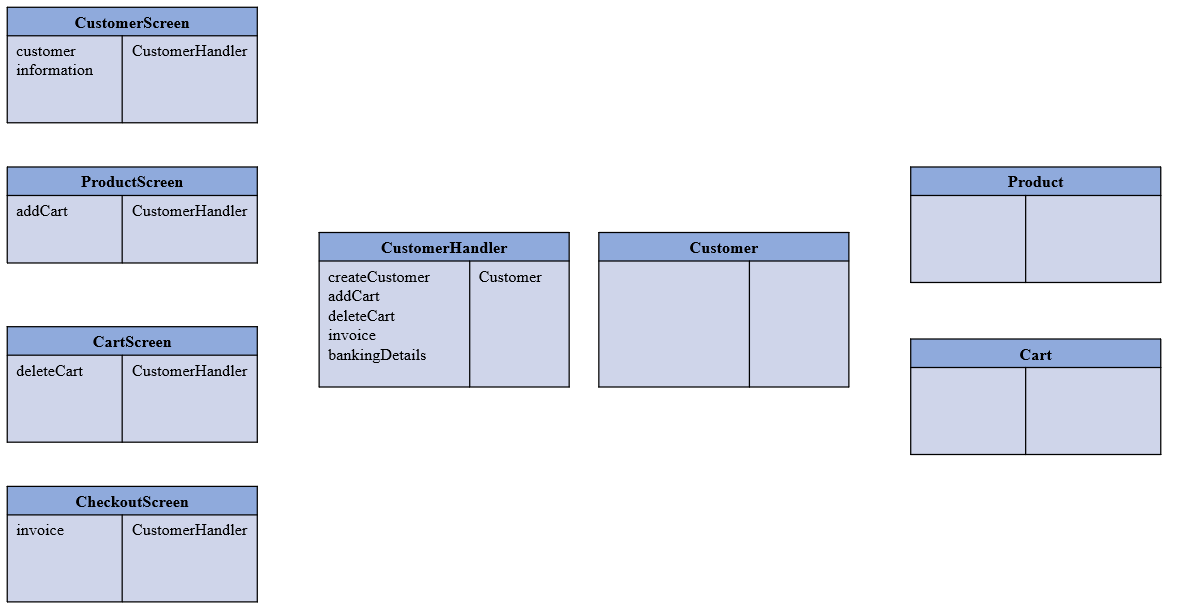 CustomerScreen
customer
information
CustomerHandler
ProductScreen
addCart
CustomerHandler
CartScreen
deleteCart
CustomerHandler
CheckoutScreen
invoice
CustomerHandler
CustomerHandler
createCustomer
addCart
deleteCart
invoice
bankingDetails
Customer
Customer
Product
Cart